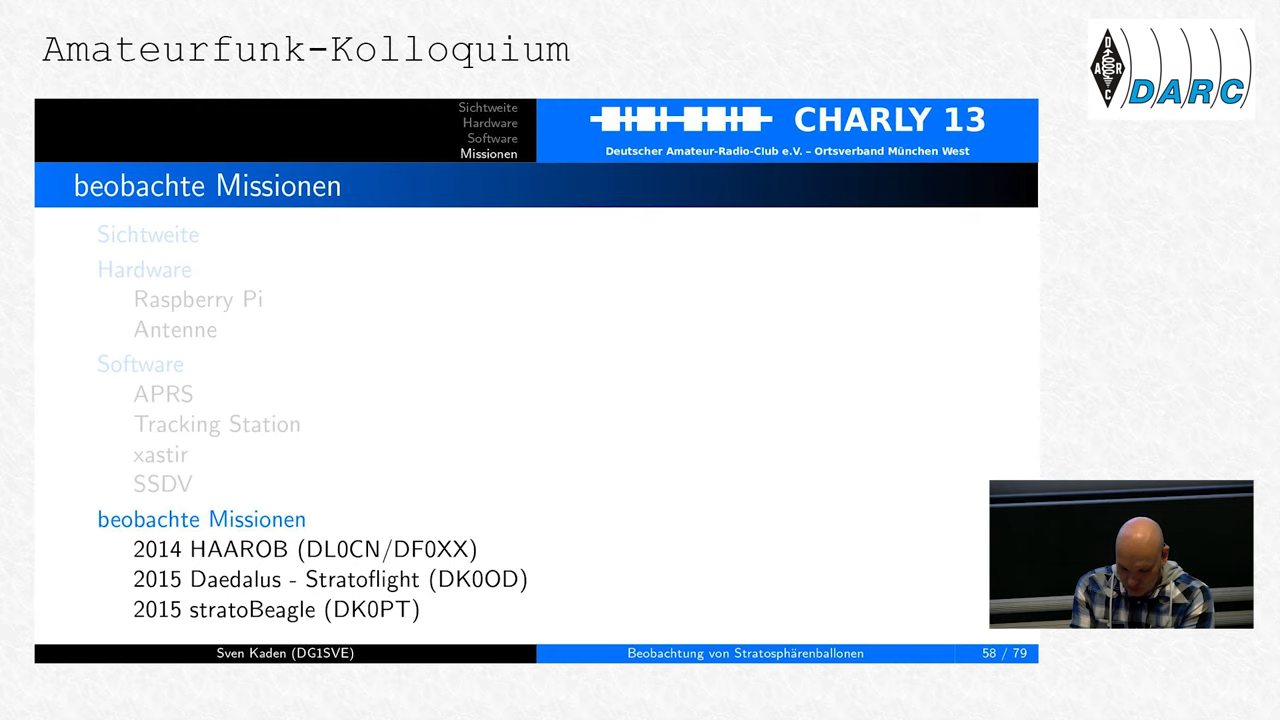 Amateurfunk-Kolloquium
DARC
Sichtweite
Hardware
Software
Missionen
CHARLY 13
Deutscher Amateur-Radio-Club e.V. – Ortsverband München West
beobachte Missionen
Sichtweite
Hardware
Raspberry Pi
Antenne
Software
APRS
Tracking Station
xastir
SSDV
beobachte Missionen
2014 HAAROB (DL0CN/DF0XX)
2015 Daedalus - Stratoflight (DK0OD)
2015 stratoBeagle (DK0PT)
Sven Kaden (DG1SVE)
Beobachtung von Stratosphärenballonen
58 / 79